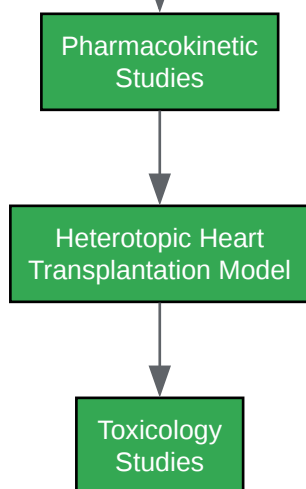 Pharmacokinetic
Studies
Heterotopic Heart
Transplantation Model
Toxicology
Studies